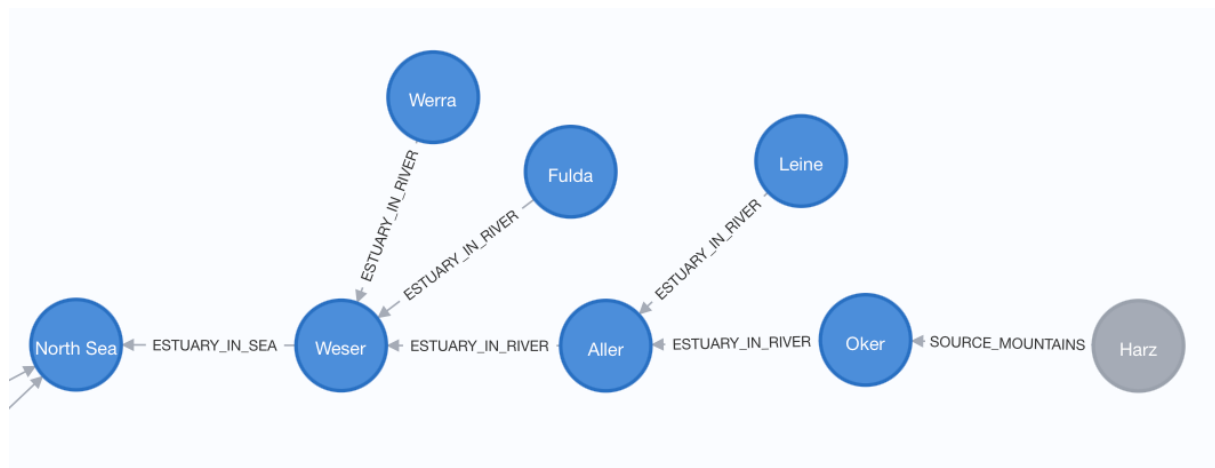 Werra
Fulda
Leine
ESTUARY_IN_RIVER
ESTUARY_IN_RIVER
ESTUARY_IN_RIVER
North Sea
ESTUARY_IN_SEA
Weser
ESTUARY_IN_RIVER
Aller
ESTUARY_IN_RIVER
Oker
SOURCE_MOUNTAINS
Harz